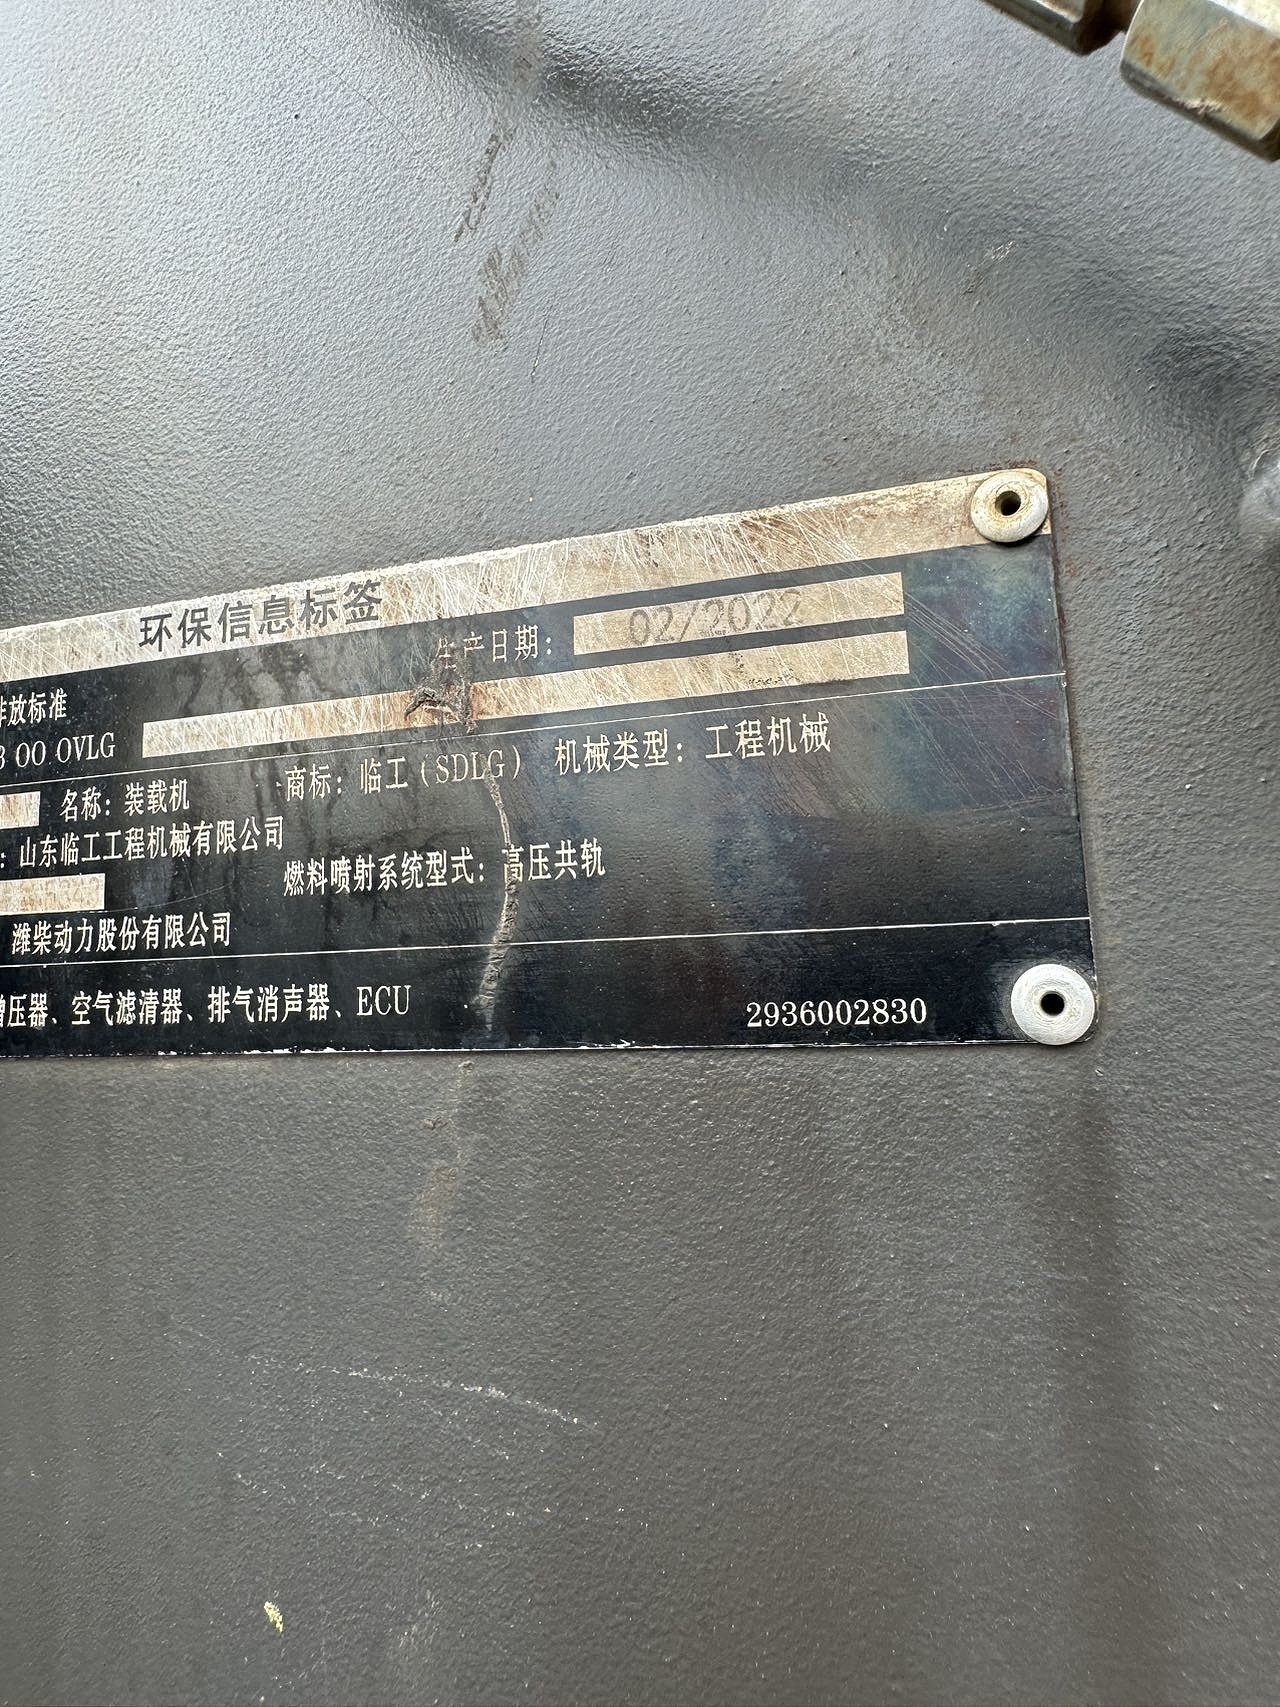 环保信息标签
生产日期: 02/2022
放标准
3 00 OVLG
名称: 装载机 商标: 临工 (SDLG) 机械类型: 工程机械
: 山东临工工程机械有限公司
燃料喷射系统型式: 高压共轨
潍柴动力股份有限公司
增压器、空气滤清器、排气消声器、ECU
2936002830